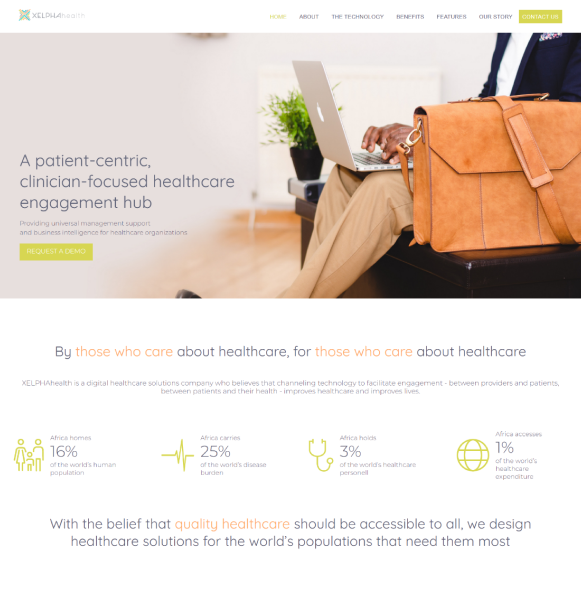 XELPHAhealth
HOME ABOUT THE TECHNOLOGY BENEFITS FEATURES OUR STORY CONTACT US
A patient-centric,
clinician-focused healthcare
engagement hub
Providing universal management support
and business intelligence for healthcare organizations
REQUEST A DEMO
By those who care about healthcare, for those who care about healthcare
XELPHAhealth is a digital healthcare solutions company who believes that channeling technology to facilitate engagement - between providers and patients,
between patients and their health - improves healthcare and improves lives.
Africa homes
16%
of the world's human
population
Africa carries
25%
of the world's disease
burden
Africa holds
3%
of the world's healthcare
personell
Africa accesses
1%
of the world's
healthcare
expenditure
With the belief that quality healthcare should be accessible to all, we design
healthcare solutions for the world's populations that need them most